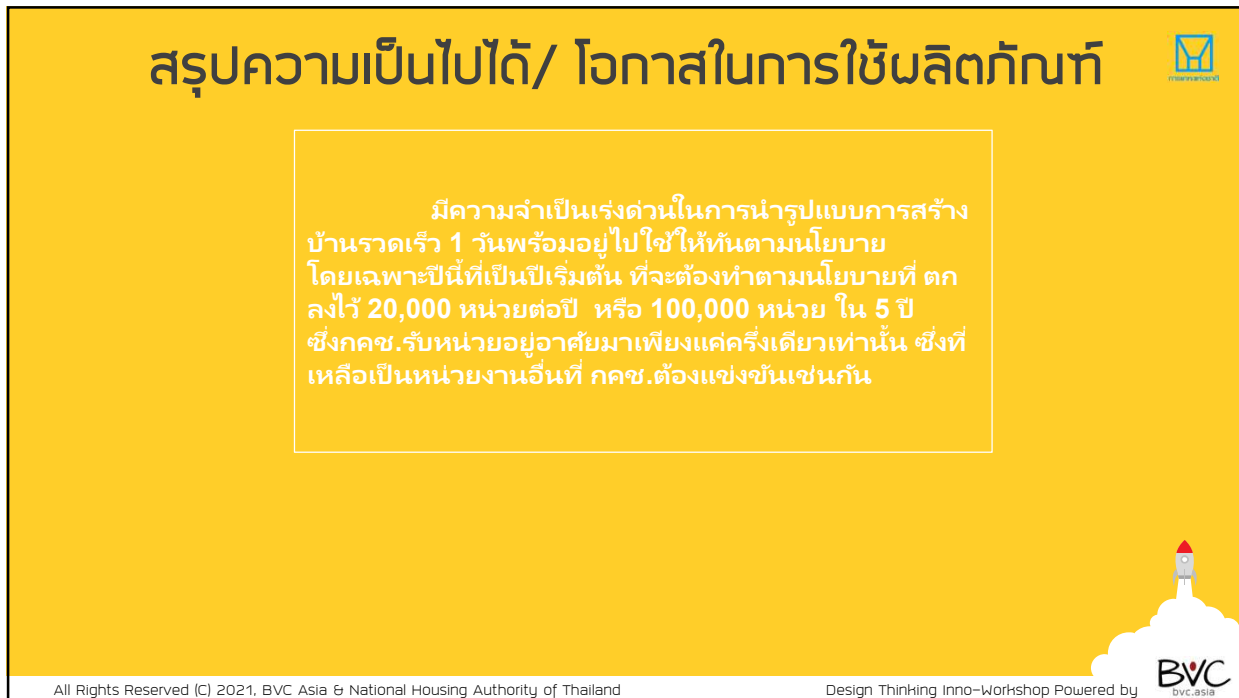 สรุปความเป็นไปได้/ โอกาสในการใช้ผลิตภัณฑ์
การเคหะแห่งชาติ
มีความจำเป็นเร่งด่วนในการนำรูปแบบการสร้าง
บ้านรวดเร็ว 1 วันพร้อมอยู่ไปใช้ให้ทันตามนโยบาย
โดยเฉพาะปีนี้ที่เป็นปีเริ่มต้น ที่จะต้องทำตามนโยบายที่ ตก
ลงไว้ 20,000 หน่วยต่อปี หรือ 100,000 หน่วย ใน 5 ปี
ซึ่งกคช.รับหน่วยอยู่อาศัยมาเพียงแค่ครึ่งเดียวเท่านั้น ซึ่งที่
เหลือเป็นหน่วยงานอื่นที่ กคช.ต้องแข่งขันเช่นกัน
All Rights Reserved (C) 2021, BVC Asia & National Housing Authority of Thailand
Design Thinking Inno-Workshop Powered by
BVC
bvc.asia